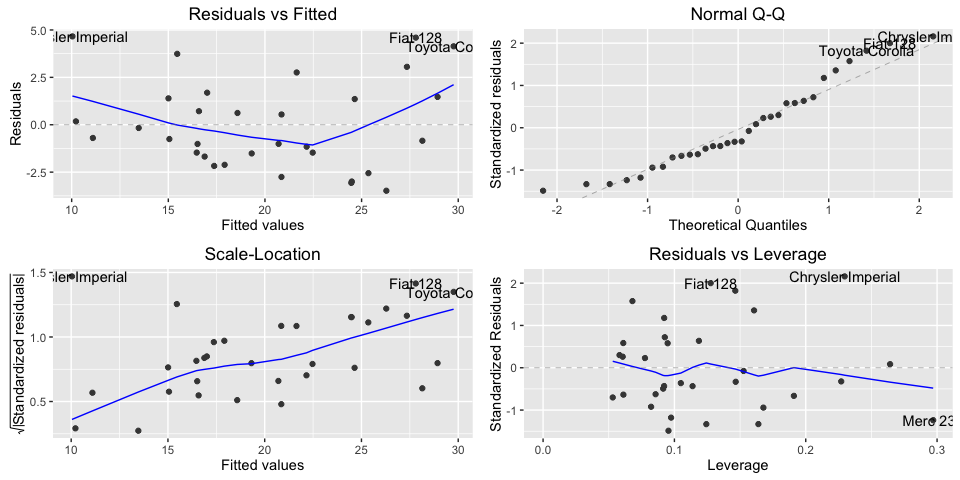 Residuals vs Fitted
5.0
2.5
0.0
-2.5
Residuals
sler Imperial
Fiat 128
Toyota Co
10
15
20
25
30
Fitted values
Normal Q-Q
2
1
0
-1
Standardized residuals
Chrysler Im
Fiat 128
Toyota Corolla
-2
-1
0
1
2
Theoretical Quantiles
Scale-Location
1.5
1.0
0.5
√|Standardized residuals|
sler Imperial
Fiat 128
Toyota Co
10
15
20
25
30
Fitted values
Residuals vs Leverage
2
1
0
-1
Standardized Residuals
Fiat 128
Chrysler Imperial
Merc 23
0.0
0.1
0.2
0.3
Leverage